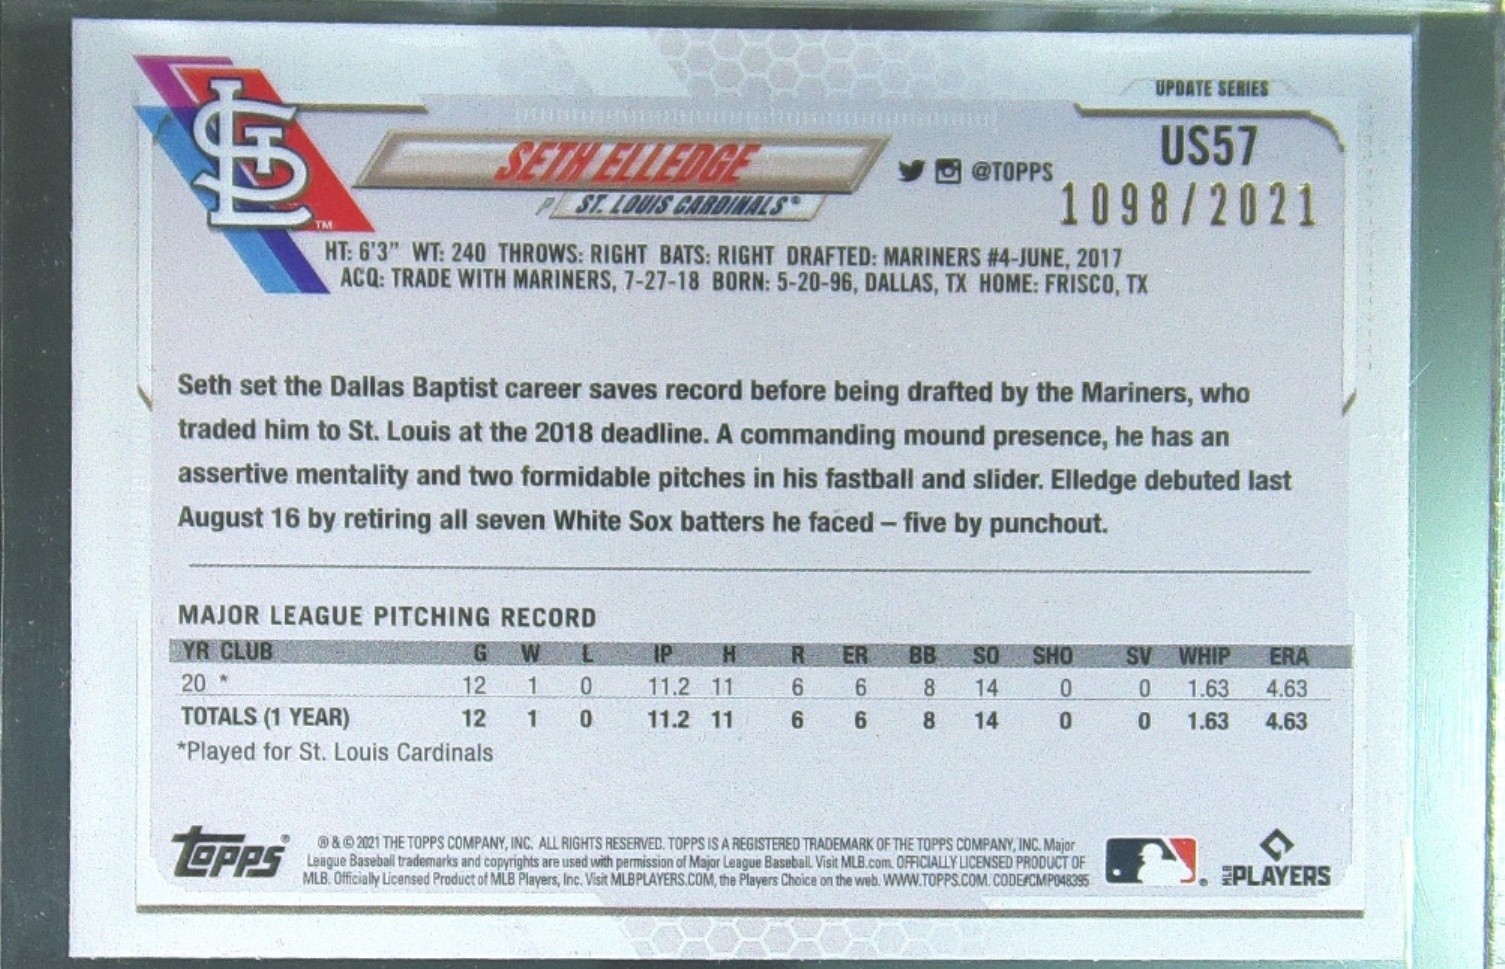 UPDATE SERIES
US57
SETH ELLEDGE
@TOPPS
1098/2021
P ST. LOUIS CARDINALS®
STL
TM
HT: 6'3" WT: 240 THROWS: RIGHT BATS: RIGHT DRAFTED: MARINERS #4-JUNE, 2017
ACQ: TRADE WITH MARINERS, 7-27-18 BORN: 5-20-96, DALLAS, TX HOME: FRISCO, TX
Seth set the Dallas Baptist career saves record before being drafted by the Mariners, who
traded him to St. Louis at the 2018 deadline. A commanding mound presence, he has an
assertive mentality and two formidable pitches in his fastball and slider. Elledge debuted last
August 16 by retiring all seven White Sox batters he faced – five by punchout.
MAJOR LEAGUE PITCHING RECORD
YR CLUB G W L IP H R ER BB SO SHO SV WHIP ERA
20 * 12 1 0 11.2 11 6 6 8 14 0 0 1.63 4.63
TOTALS (1 YEAR) 12 1 0 11.2 11 6 6 8 14 0 0 1.63 4.63
*Played for St. Louis Cardinals
topps®
® & © 2021 THE TOPPS COMPANY, INC. ALL RIGHTS RESERVED. TOPPS IS A REGISTERED TRADEMARK OF THE TOPPS COMPANY, INC. Major
League Baseball trademarks and copyrights are used with permission of Major League Baseball. Visit MLB.com. OFFICIALLY LICENSED PRODUCT OF
MLB. Officially Licensed Product of MLB Players, Inc. Visit MLBPLAYERS.COM, the Players Choice on the web. WWW.TOPPS.COM. CODE#CMP048395
®
MLB PLAYERS